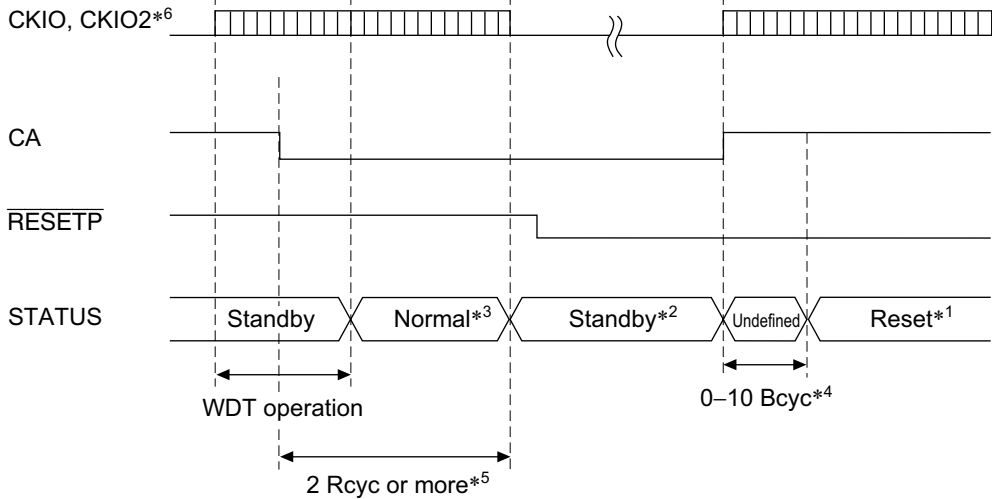 CKIO, CKIO2*6
CA
RESETP
STATUS
Standby
Normal*3
Standby*2
Undefined
Reset*1
WDT operation
0–10 Bcyc*4
2 Rcyc or more*5